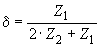 δ = Z₁ / (2 · Z₂ + Z₁)